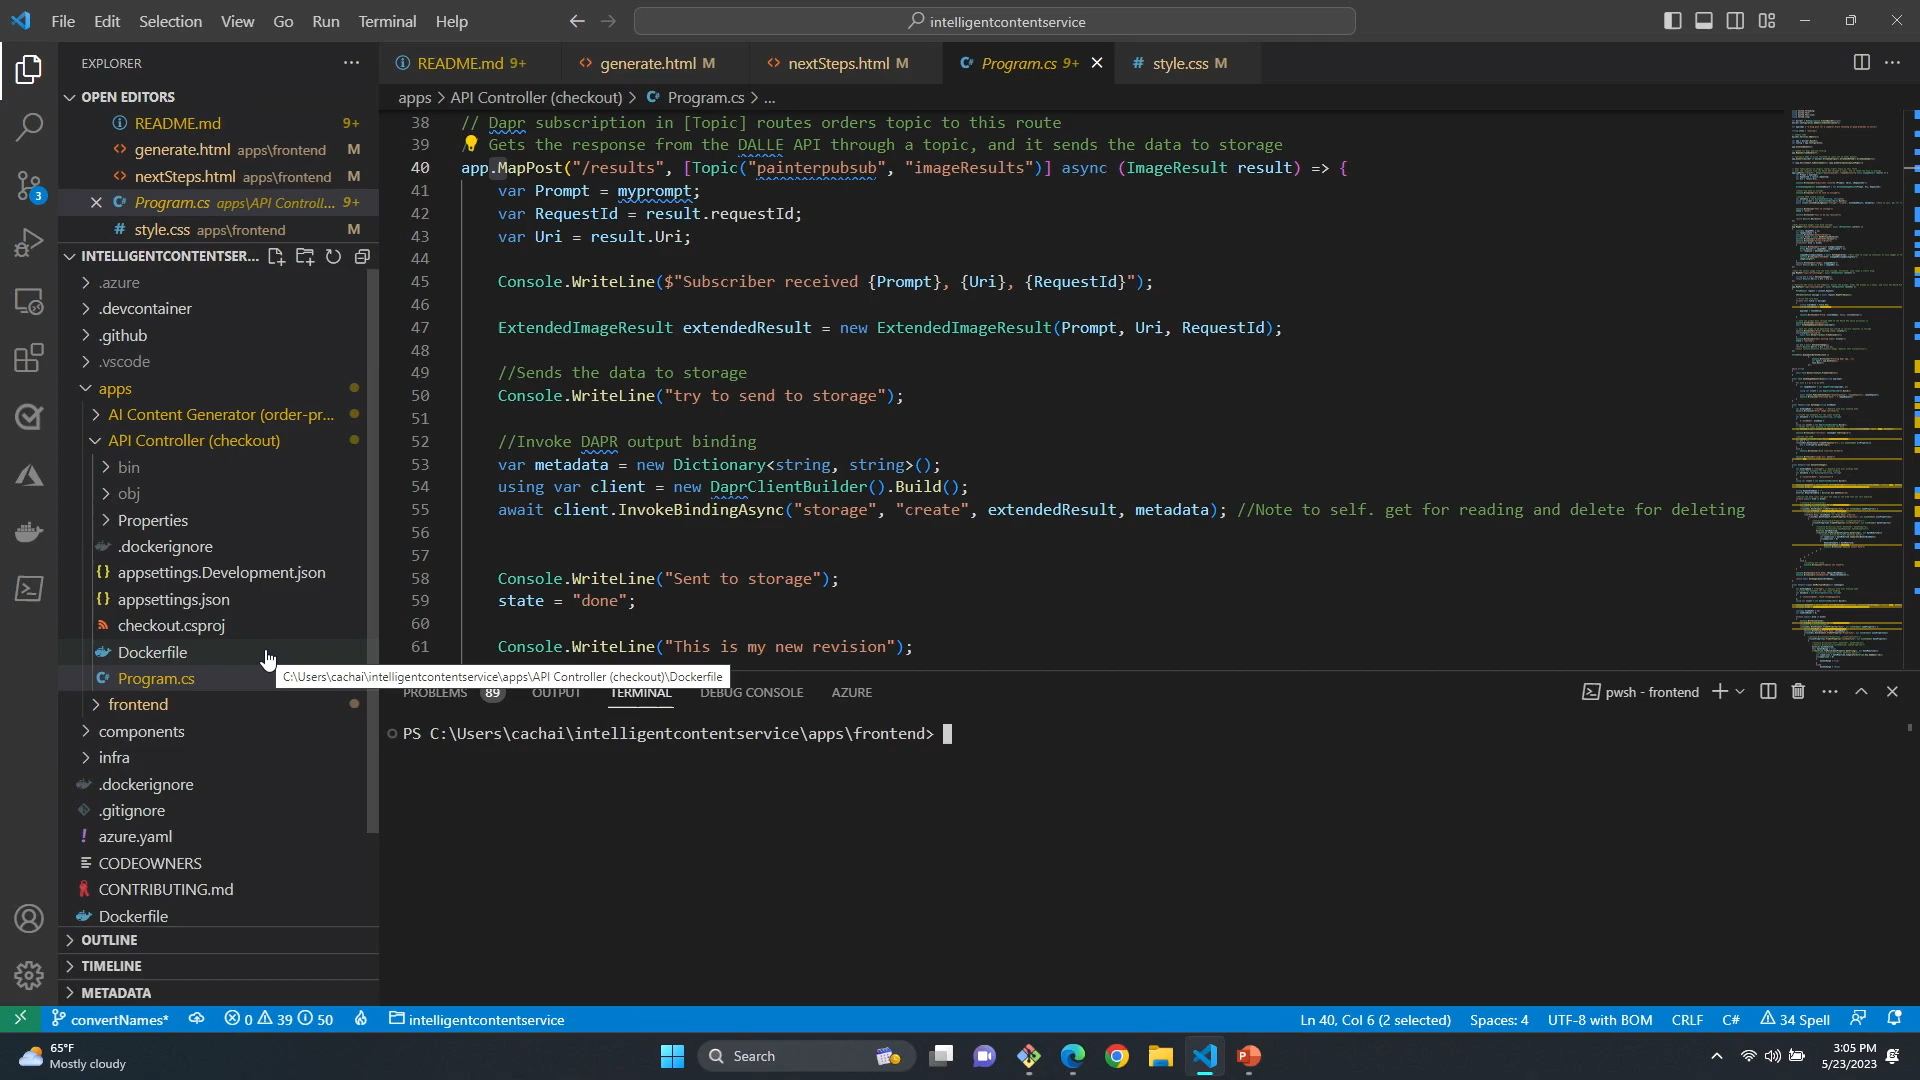 File Edit Selection View Go Run Terminal Help
intelligentcontentservice
EXPLORER
OPEN EDITORS
README.md 9+
generate.html apps\frontend M
nextSteps.html apps\frontend M
Program.cs apps\API Controll... 9+
style.css apps\frontend M
INTELLIGENTCONTENTSER...
.azure
.devcontainer
.github
.vscode
apps
AI Content Generator (order-pr...
API Controller (checkout)
bin
obj
Properties
.dockerignore
appsettings.Development.json
appsettings.json
checkout.csproj
Dockerfile
Program.cs
frontend
components
infra
.dockerignore
.gitignore
azure.yaml
CODEOWNERS
CONTRIBUTING.md
Dockerfile
OUTLINE
TIMELINE
METADATA
3
README.md 9+ generate.html M nextSteps.html M Program.cs 9+ style.css M
apps > API Controller (checkout) > Program.cs > ...
38 // Dapr subscription in [Topic] routes orders topic to this route
39 // Gets the response from the DALLE API through a topic, and it sends the data to storage
40 app.MapPost("/results", [Topic("painterpubsub", "imageResults")] async (ImageResult result) => {
41 var Prompt = myprompt;
42 var RequestId = result.requestId;
43 var Uri = result.Uri;
44
45 Console.WriteLine($"Subscriber received {Prompt}, {Uri}, {RequestId}");
46
47 ExtendedImageResult extendedResult = new ExtendedImageResult(Prompt, Uri, RequestId);
48
49 //Sends the data to storage
50 Console.WriteLine("try to send to storage");
51
52 //Invoke DAPR output binding
53 var metadata = new Dictionary<string, string>();
54 using var client = new DaprClientBuilder().Build();
55 await client.InvokeBindingAsync("storage", "create", extendedResult, metadata); //Note to self. get for reading and delete for deleting
56
57
58 Console.WriteLine("Sent to storage");
59 state = "done";
60
61 Console.WriteLine("This is my new revision");
C:\Users\cachai\intelligentcontentservice\apps\API Controller (checkout)\Dockerfile
PROBLEMS 89 OUTPUT TERMINAL DEBUG CONSOLE AZURE
pwsh - frontend
PS C:\Users\cachai\intelligentcontentservice\apps\frontend>
convertNames* 0 39 50 intelligentcontentservice
Ln 40, Col 6 (2 selected) Spaces: 4 UTF-8 with BOM CRLF C# 34 Spell
65°F
Mostly cloudy
Search
3:05 PM
5/23/2023